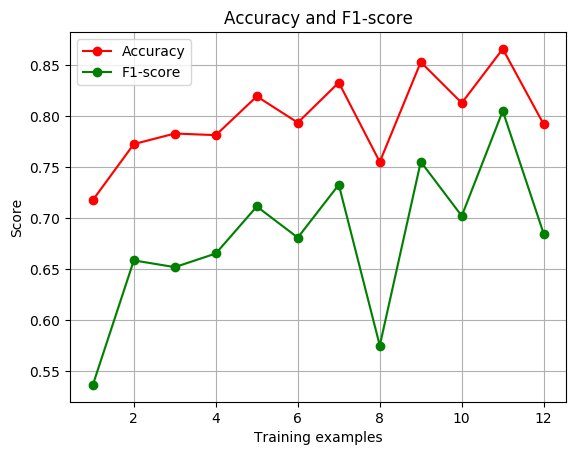 Accuracy and F1-score
Accuracy
F1-score
0.85
0.80
0.75
0.70
0.65
0.60
0.55
Score
2 4 6 8 10 12
Training examples